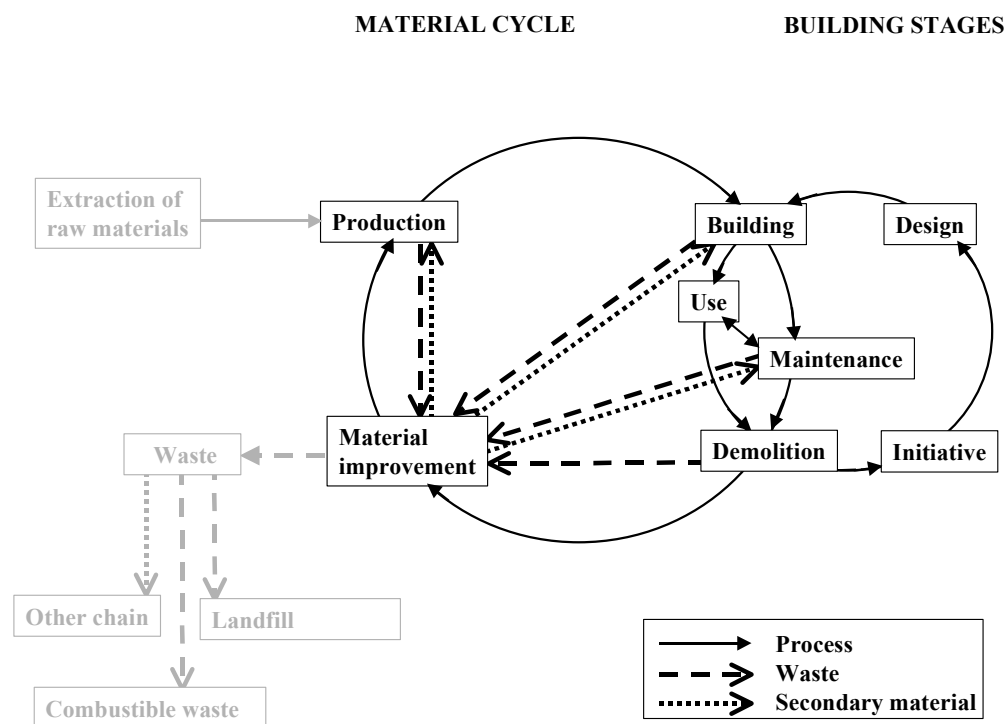 MATERIAL CYCLE
BUILDING STAGES
Extraction of
raw materials
Production
Building
Design
Use
Maintenance
Material
improvement
Demolition
Initiative
Waste
Other chain
Landfill
Combustible waste
Process
Waste
Secondary material